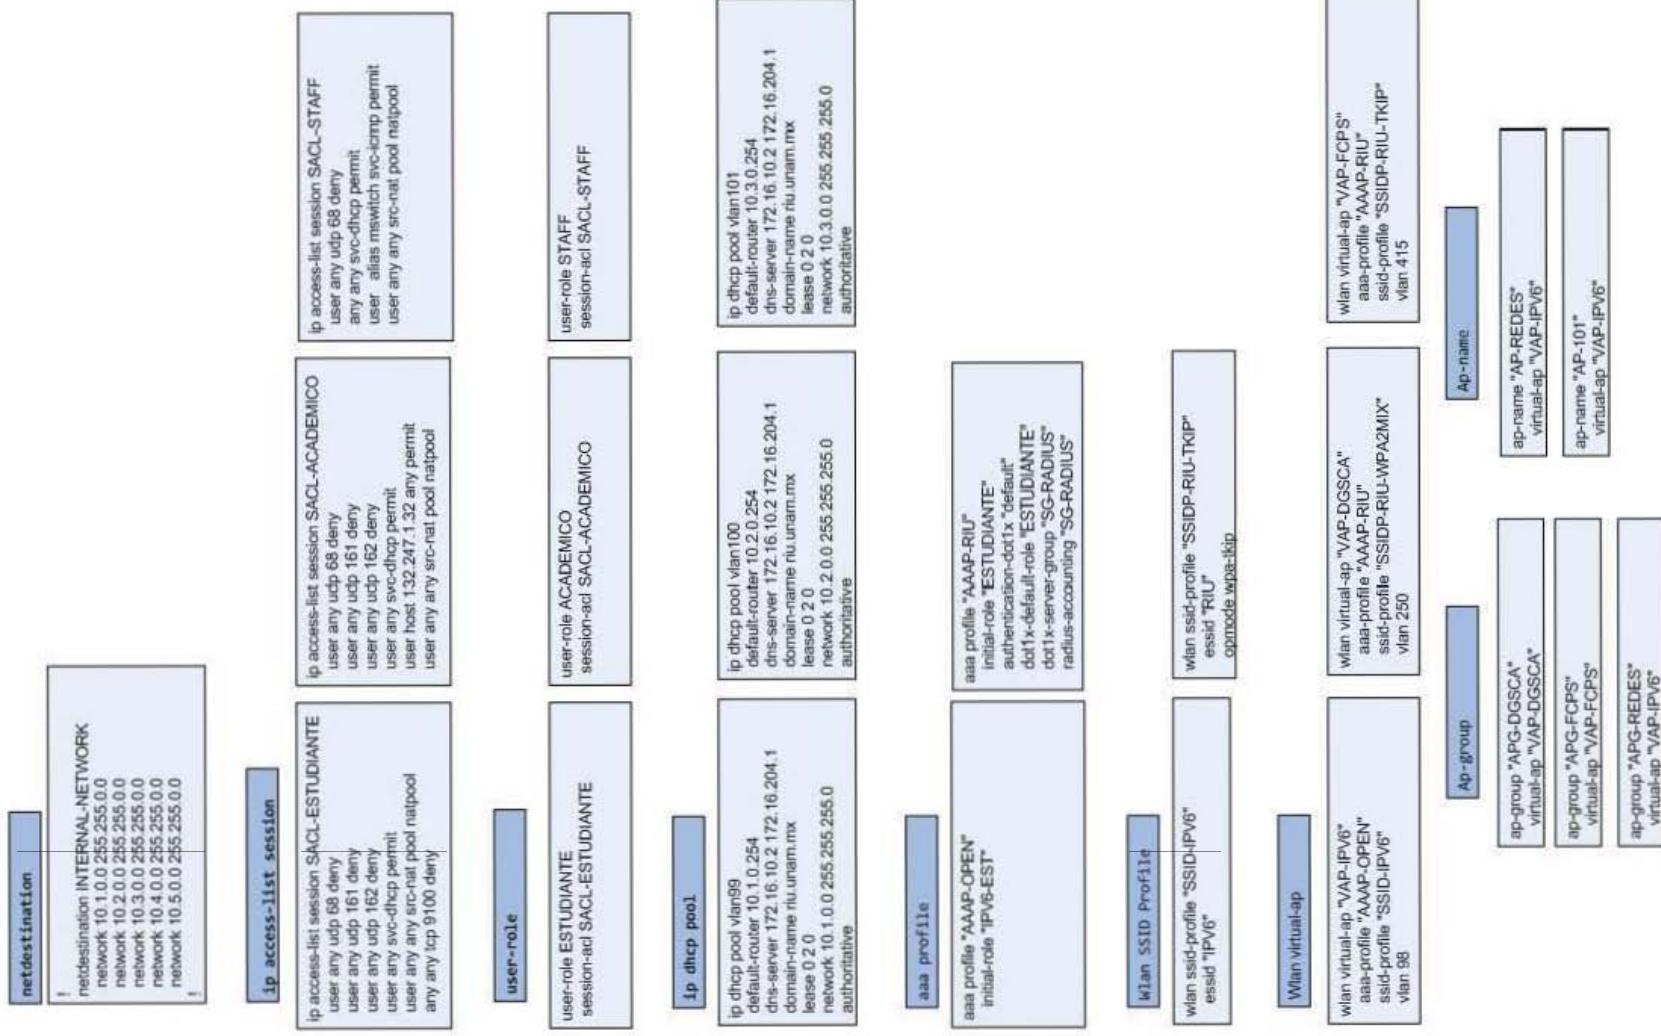 netdestination
netdestination INTERNAL-NETWORK
network 10.1.0.0 255.255.0.0
network 10.2.0.0 255.255.0.0
network 10.3.0.0 255.255.0.0
network 10.4.0.0 255.255.0.0
network 10.5.0.0 255.255.0.0
ip access-list session
ip access-list session SACL-ESTUDIANTE
user any udp 68 deny
user any udp 161 deny
user any udp 162 deny
user any svc-dhcp permit
user any any src-nat pool natpool
any any tcp 9100 deny
ip access-list session SACL-ACADEMICO
user any udp 68 deny
user any udp 161 deny
user any udp 162 deny
user any svc-dhcp permit
user host 132.247.1.32 any permit
user any any src-nat pool natpool
ip access-list session SACL-STAFF
user any udp 68 deny
any any svc-dhcp permit
user alias mswitch svc-icmp permit
user any any src-nat pool natpool
user-role
user-role ESTUDIANTE
session-acl SACL-ESTUDIANTE
user-role ACADEMICO
session-acl SACL-ACADEMICO
user-role STAFF
session-acl SACL-STAFF
ip dhcp pool
ip dhcp pool vlan99
default-router 10.1.0.254
dns-server 172.16.10.2 172.16.204.1
domain-name riu.unam.mx
lease 0 2 0
network 10.1.0.0 255.255.255.0
authoritative
ip dhcp pool vlan100
default-router 10.2.0.254
dns-server 172.16.10.2 172.16.204.1
domain-name riu.unam.mx
lease 0 2 0
network 10.2.0.0 255.255.255.0
authoritative
ip dhcp pool vlan101
default-router 10.3.0.254
dns-server 172.16.10.2 172.16.204.1
domain-name riu.unam.mx
lease 0 2 0
network 10.3.0.0 255.255.255.0
authoritative
aaa profile
aaa profile "AAAP-OPEN"
initial-role "IPV6-EST"
aaa profile "AAAP-RIU"
initial-role "ESTUDIANTE"
authentication-dot1x "default"
dot1x-default-role "ESTUDIANTE"
dot1x-server-group "SG-RADIUS"
radius-accounting "SG-RADIUS"
Wlan SSID Profile
wlan ssid-profile "SSID-IPV6"
essid "IPV6"
wlan ssid-profile "SSIDP-RIU-TKIP"
essid "RIU"
opmode wpa-tkip
Wlan virtual-ap
wlan virtual-ap "VAP-IPV6"
aaa-profile "AAAP-OPEN"
ssid-profile "SSID-IPV6"
vlan 98
wlan virtual-ap "VAP-DGSCA"
aaa-profile "AAAP-RIU"
ssid-profile "SSIDP-RIU-WPA2MIX"
vlan 250
wlan virtual-ap "VAP-FCPS"
aaa-profile "AAAP-RIU"
ssid-profile "SSIDP-RIU-TKIP"
vlan 415
Ap-group
ap-group "APG-DGSCA"
virtual-ap "VAP-DGSCA"
ap-group "APG-FCPS"
virtual-ap "VAP-FCPS"
ap-group "APG-REDES"
virtual-ap "VAP-IPV6"
Ap-name
ap-name "AP-REDES"
virtual-ap "VAP-IPV6"
ap-name "AP-101"
virtual-ap "VAP-IPV6"